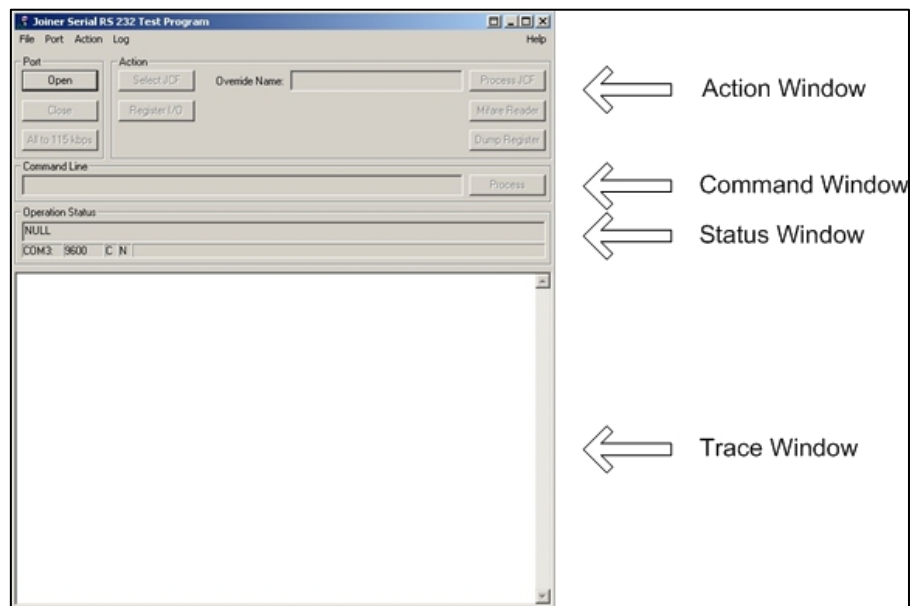 Joiner Serial RS 232 Test Program
File Port Action Log Help
Port
Action
Open
Select JCF
Override Name:
Process JCF
Action Window
Close
Register I/O
Mifare Reader
All to 115 kbps
Dump Register
Command Line
Process
Command Window
Operation Status
NULL
Status Window
COM3: 9600 C N
Trace Window